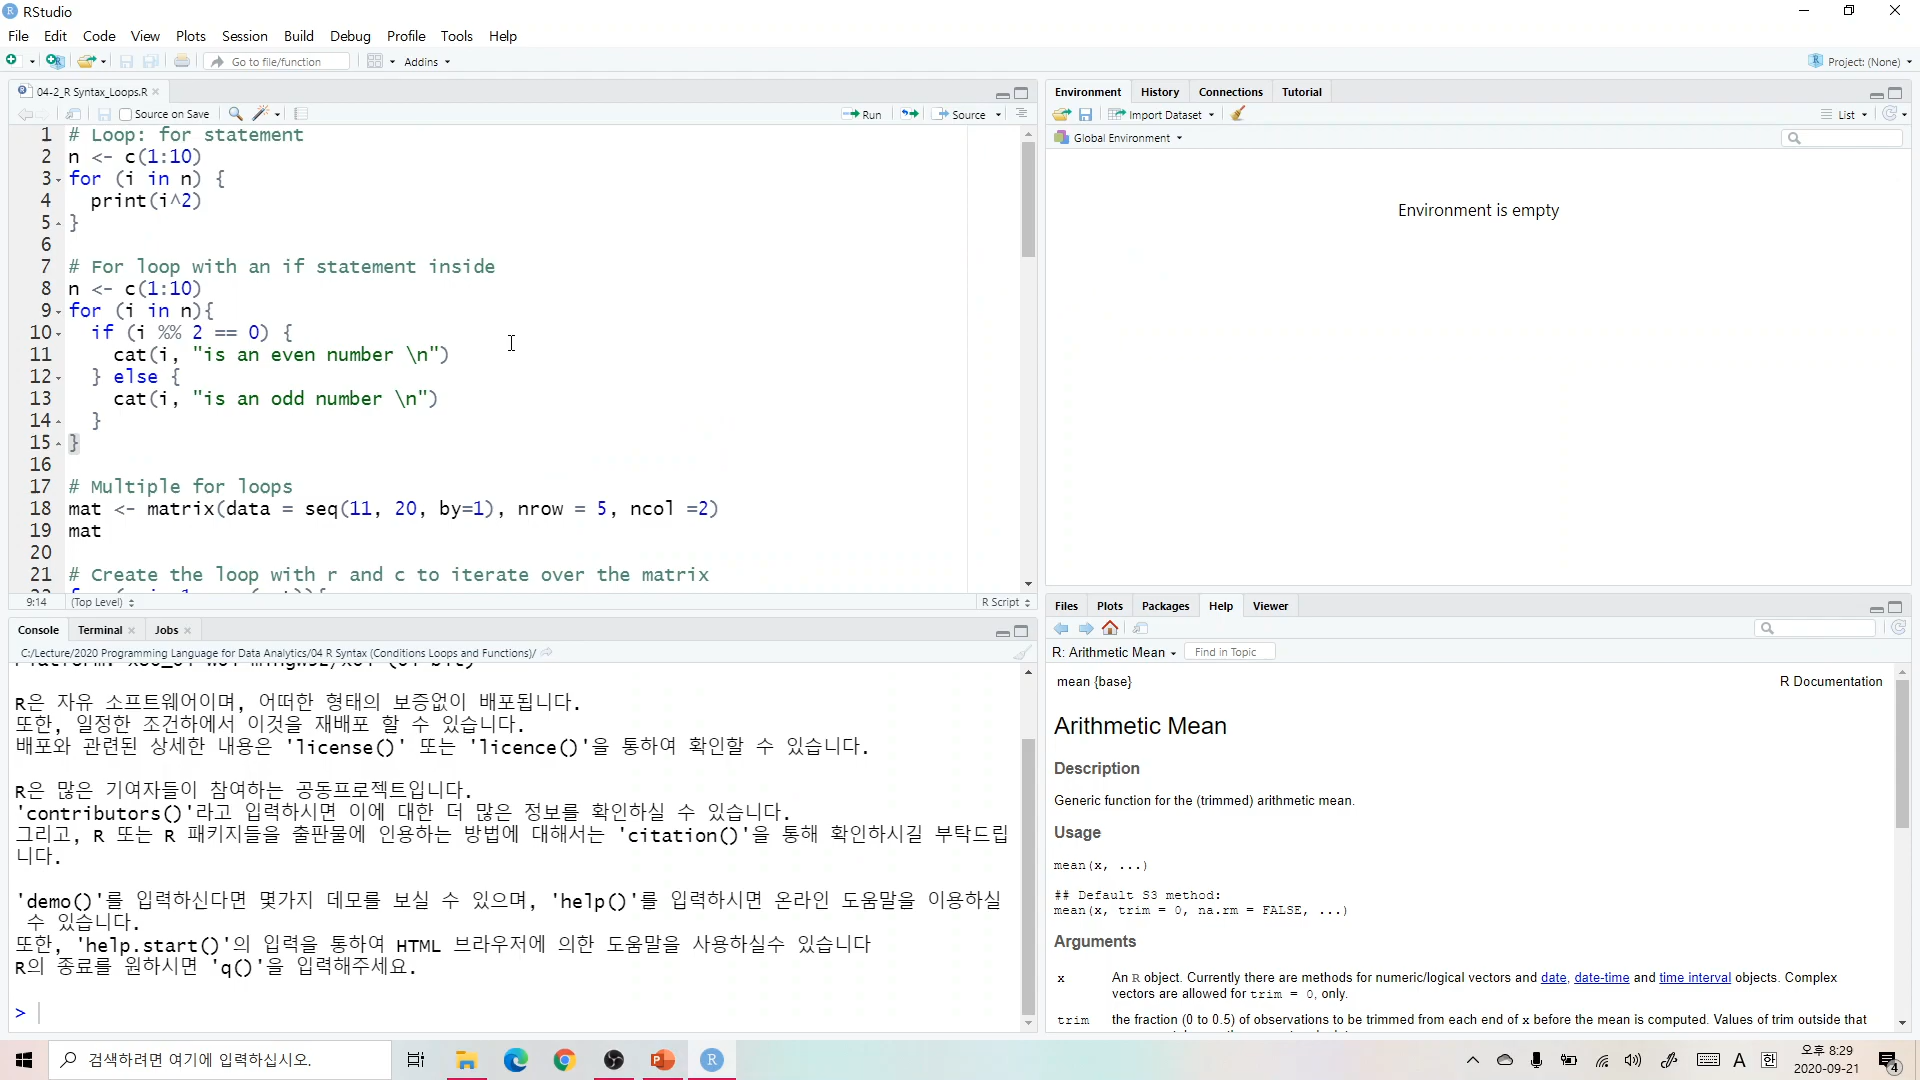 RStudio
File Edit Code View Plots Session Build Debug Profile Tools Help
Go to file/function
Addins
Project: (None)
04-2_R Syntax_Loops.R
Source on Save
Run
Source
1 # Loop: for statement
2 n <- c(1:10)
3 for (i in n) {
4 print(i^2)
5 }
6
7 # For loop with an if statement inside
8 n <- c(1:10)
9 for (i in n){
10 if (i %% 2 == 0) {
11 cat(i, "is an even number \n")
12 } else {
13 cat(i, "is an odd number \n")
14 }
15 }
16
17 # Multiple for loops
18 mat <- matrix(data = seq(11, 20, by=1), nrow = 5, ncol =2)
19 mat
20
21 # Create the loop with r and c to iterate over the matrix
9:14
(Top Level)
R Script
Console Terminal Jobs
C:/Lecture/2020 Programming Language for Data Analytics/04 R Syntax (Conditions Loops and Functions)/
R은 자유 소프트웨어이며, 어떠한 형태의 보증없이 배포됩니다.
또한, 일정한 조건하에서 이것을 재배포 할 수 있습니다.
배포와 관련된 상세한 내용은 'license()' 또는 'licence()'을 통하여 확인할 수 있습니다.
R은 많은 기여자들이 참여하는 공동프로젝트입니다.
'contributors()'라고 입력하시면 이에 대한 더 많은 정보를 확인하실 수 있습니다.
그리고, R 또는 R 패키지들을 출판물에 인용하는 방법에 대해서는 'citation()'을 통해 확인하시길 부탁드립
니다.
'demo()'를 입력하신다면 몇가지 데모를 보실 수 있으며, 'help()'를 입력하시면 온라인 도움말을 이용하실
수 있습니다.
또한, 'help.start()'의 입력을 통하여 HTML 브라우저에 의한 도움말을 사용하실수 있습니다
R의 종료를 원하시면 'q()'을 입력해주세요.
>
Environment History Connections Tutorial
Import Dataset
List
Global Environment
Environment is empty
Files Plots Packages Help Viewer
R: Arithmetic Mean
Find in Topic
mean {base}
R Documentation
Arithmetic Mean
Description
Generic function for the (trimmed) arithmetic mean.
Usage
mean(x, ...)
## Default S3 method:
mean(x, trim = 0, na.rm = FALSE, ...)
Arguments
x An R object. Currently there are methods for numeric/logical vectors and date, date-time and time interval objects. Complex
vectors are allowed for trim = 0, only.
trim the fraction (0 to 0.5) of observations to be trimmed from each end of x before the mean is computed. Values of trim outside that
검색하려면 여기에 입력하십시오.
A
한
오후 8:29
2020-09-21
4